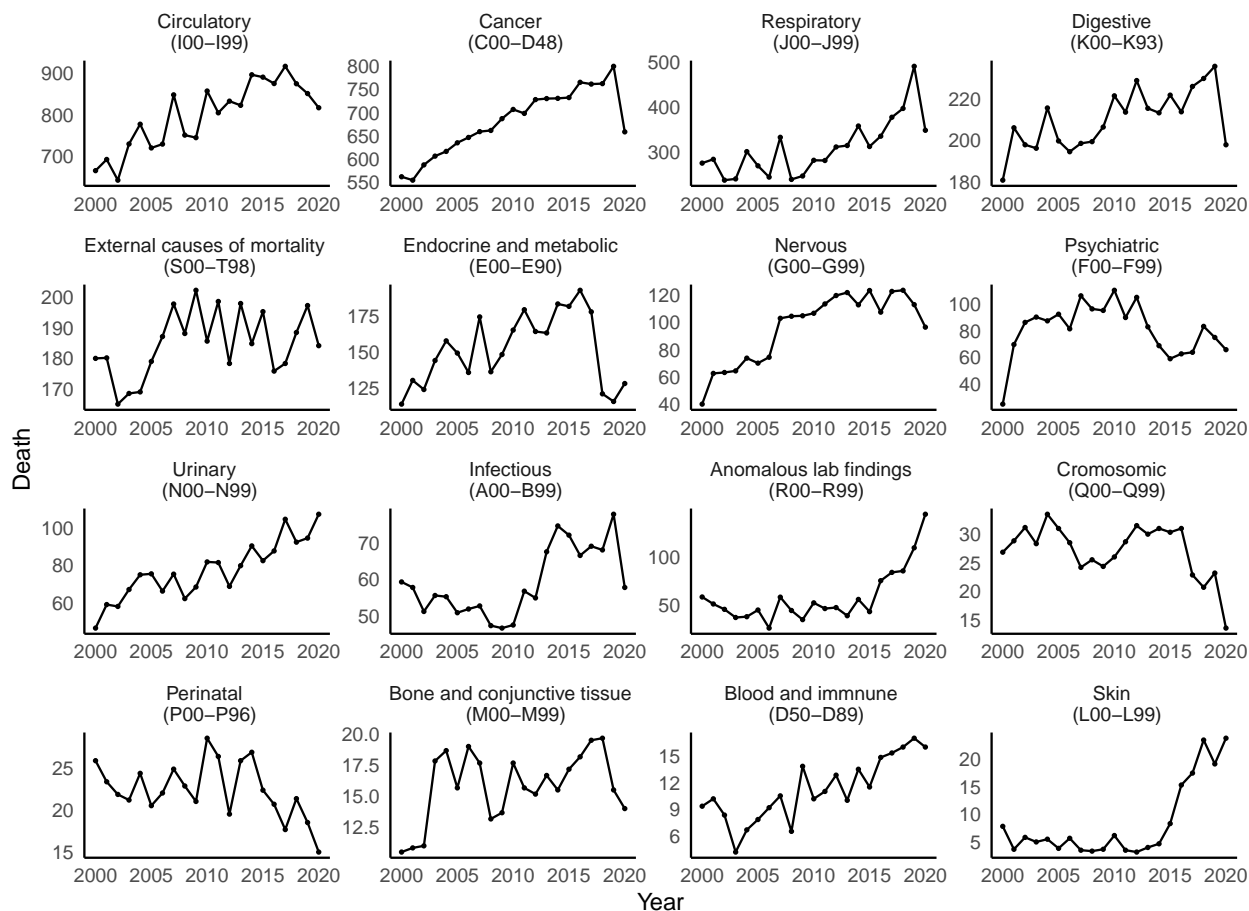 Circulatory
(I00–I99)
Cancer
(C00–D48)
Respiratory
(J00–J99)
Digestive
(K00–K93)
900
800
700
2000 2005 2010 2015 2020
800
750
700
650
600
550
2000 2005 2010 2015 2020
500
400
300
2000 2005 2010 2015 2020
220
200
180
2000 2005 2010 2015 2020
External causes of mortality
(S00–T98)
Endocrine and metabolic
(E00–E90)
Nervous
(G00–G99)
Psychiatric
(F00–F99)
200
190
180
170
2000 2005 2010 2015 2020
175
150
125
2000 2005 2010 2015 2020
120
100
80
60
40
2000 2005 2010 2015 2020
100
80
60
40
2000 2005 2010 2015 2020
Death
Urinary
(N00–N99)
Infectious
(A00–B99)
Anomalous lab findings
(R00–R99)
Cromosomic
(Q00–Q99)
100
80
60
2000 2005 2010 2015 2020
70
60
50
2000 2005 2010 2015 2020
100
50
2000 2005 2010 2015 2020
30
25
20
15
2000 2005 2010 2015 2020
Perinatal
(P00–P96)
Bone and conjunctive tissue
(M00–M99)
Blood and immnune
(D50–D89)
Skin
(L00–L99)
25
20
15
2000 2005 2010 2015 2020
20.0
17.5
15.0
12.5
2000 2005 2010 2015 2020
15
12
9
6
2000 2005 2010 2015 2020
20
15
10
5
2000 2005 2010 2015 2020
Year